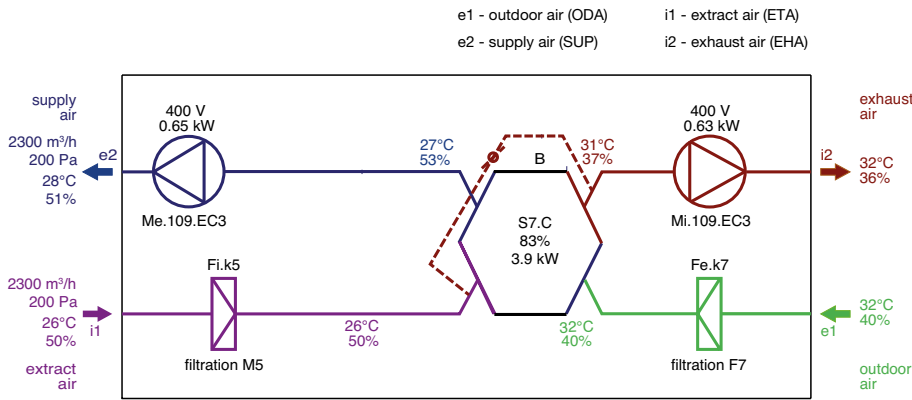 e1 - outdoor air (ODA)
i1 - extract air (ETA)
e2 - supply air (SUP)
i2 - exhaust air (EHA)
supply
air
2300 m³/h
200 Pa
e2
28°C
51%
400 V
0.65 kW
Me.109.EC3
27°C
53%
B
31°C
37%
400 V
0.63 kW
Mi.109.EC3
exhaust
air
i2
32°C
36%
S7.C
83%
3.9 kW
2300 m³/h
200 Pa
i1
26°C
50%
extract
air
Fi.k5
filtration M5
26°C
50%
32°C
40%
Fe.k7
filtration F7
e1
32°C
40%
outdoor
air